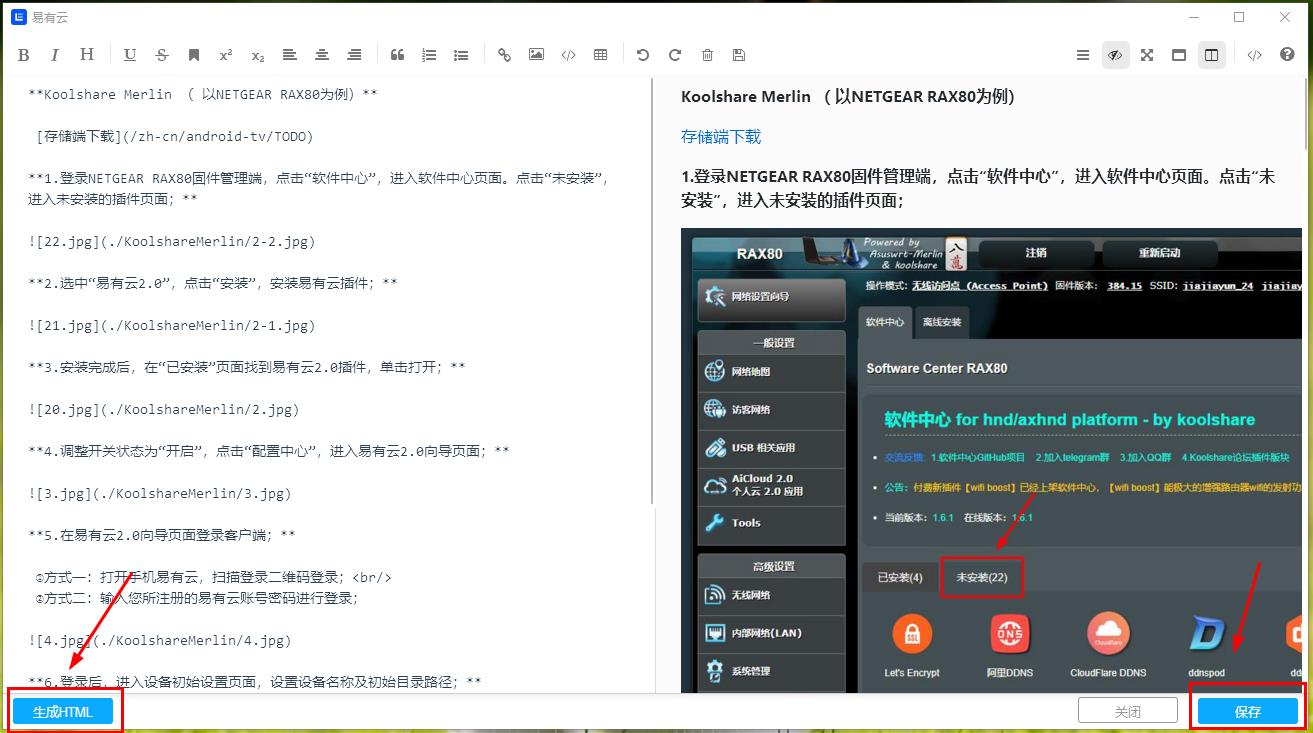 易有云
B I H U S x² x₂
**Koolshare Merlin （ 以NETGEAR RAX80为例）**
[存储端下载](/zh-cn/android-tv/TODO)
**1.登录NETGEAR RAX80固件管理端，点击“软件中心”，进入软件中心页面。点击“未安装”，
进入未安装的插件页面；**
![22.jpg](./KoolshareMerlin/2-2.jpg)
**2.选中“易有云2.0”，点击“安装”，安装易有云插件；**
![21.jpg](./KoolshareMerlin/2-1.jpg)
**3.安装完成后，在“已安装”页面找到易有云2.0插件，单击打开；**
![20.jpg](./KoolshareMerlin/2.jpg)
**4.调整开关状态为“开启”，点击“配置中心”，进入易有云2.0向导页面；**
![3.jpg](./KoolshareMerlin/3.jpg)
**5.在易有云2.0向导页面登录客户端；**
①方式一：打开手机易有云，扫描登录二维码登录；<br/>
②方式二：输入您所注册的易有云账号密码进行登录；
![4.jpg](./KoolshareMerlin/4.jpg)
**6.登录后，进入设备初始设置页面，设置设备名称及初始目录路径；**
Koolshare Merlin （ 以NETGEAR RAX80为例）
存储端下载
1.登录NETGEAR RAX80固件管理端，点击“软件中心”，进入软件中心页面。点击“未
安装”，进入未安装的插件页面；
RAX80
Powered by
Asuswrt-Merlin
& koolshare
八萬
注销
重新启动
操作模式： 无线访问点 (Access Point) 固件版本： 384.15 SSID: jiajiayun_24 jiajiay
网络设置向导
软件中心
离线安装
一般设置
网络地图
访客网络
USB 相关应用
AiCloud 2.0
个人云 2.0 应用
Tools
高级设置
无线网络
内部网络(LAN)
系统管理
Software Center RAX80
软件中心 for hnd/axhnd platform - by koolshare
• 交流反馈： 1.软件中心GitHub项目 2.加入telegram群 3.加入QQ群 4.Koolshare论坛插件版块
• 公告： 付费新插件【wifi boost】已经上架软件中心，【wifi boost】能极大的增强路由器wifi的发射功
• 当前版本： 1.6.1 在线版本： 1.6.1
已安装(4)
未安装(22)
DNS
Cloudflare
Let's Encrypt
阿里DDNS
CloudFlare DDNS
ddnspod
生成HTML
关闭
保存